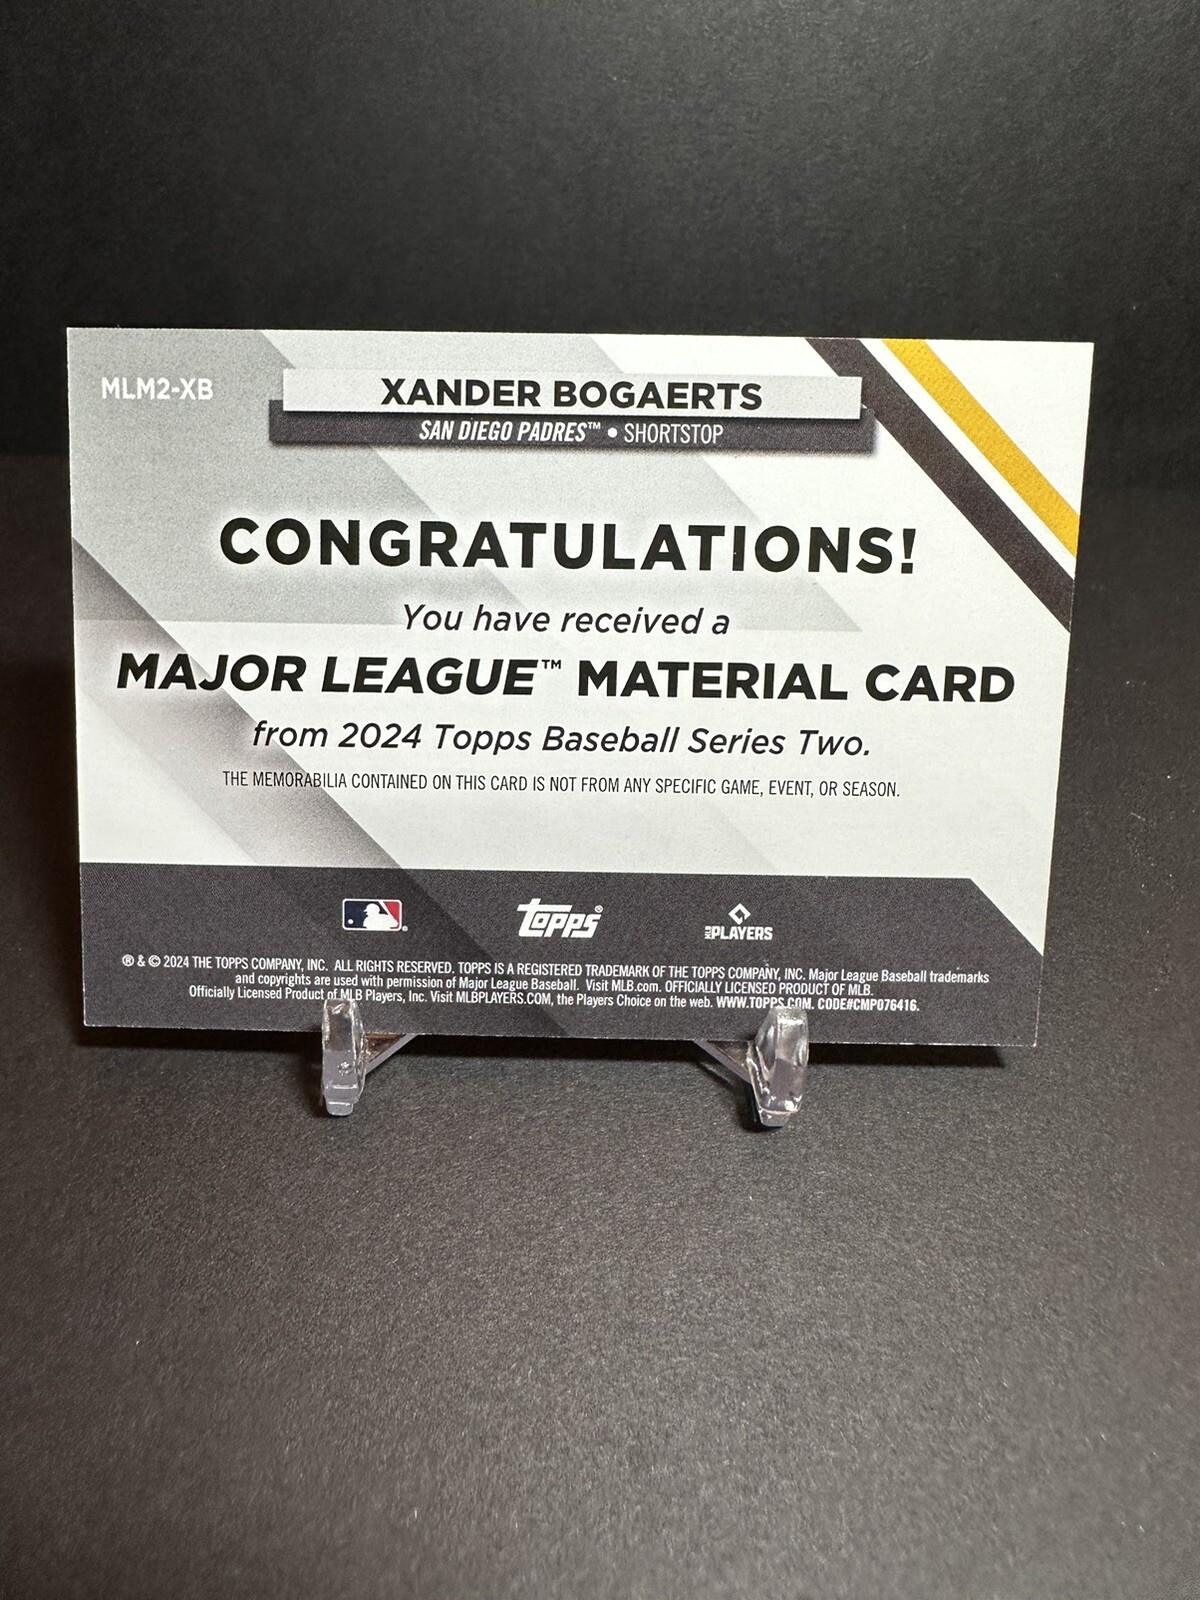 MLM2-XB
XANDER BOGAERTS
SAN DIEGO PADRES™ • SHORTSTOP
CONGRATULATIONS!
You have received a
MAJOR LEAGUE™ MATERIAL CARD
from 2024 Topps Baseball Series Two.
THE MEMORABILIA CONTAINED ON THIS CARD IS NOT FROM ANY SPECIFIC GAME, EVENT, OR SEASON.
topps®
MLB PLAYERS
® & © 2024 THE TOPPS COMPANY, INC. ALL RIGHTS RESERVED. TOPPS IS A REGISTERED TRADEMARK OF THE TOPPS COMPANY, INC. Major League Baseball trademarks
and copyrights are used with permission of Major League Baseball. Visit MLB.com. OFFICIALLY LICENSED PRODUCT OF MLB.
Officially Licensed Product of MLB Players, Inc. Visit MLBPLAYERS.COM, the Players Choice on the web. WWW.TOPPS.COM. CODE#CMP076416.